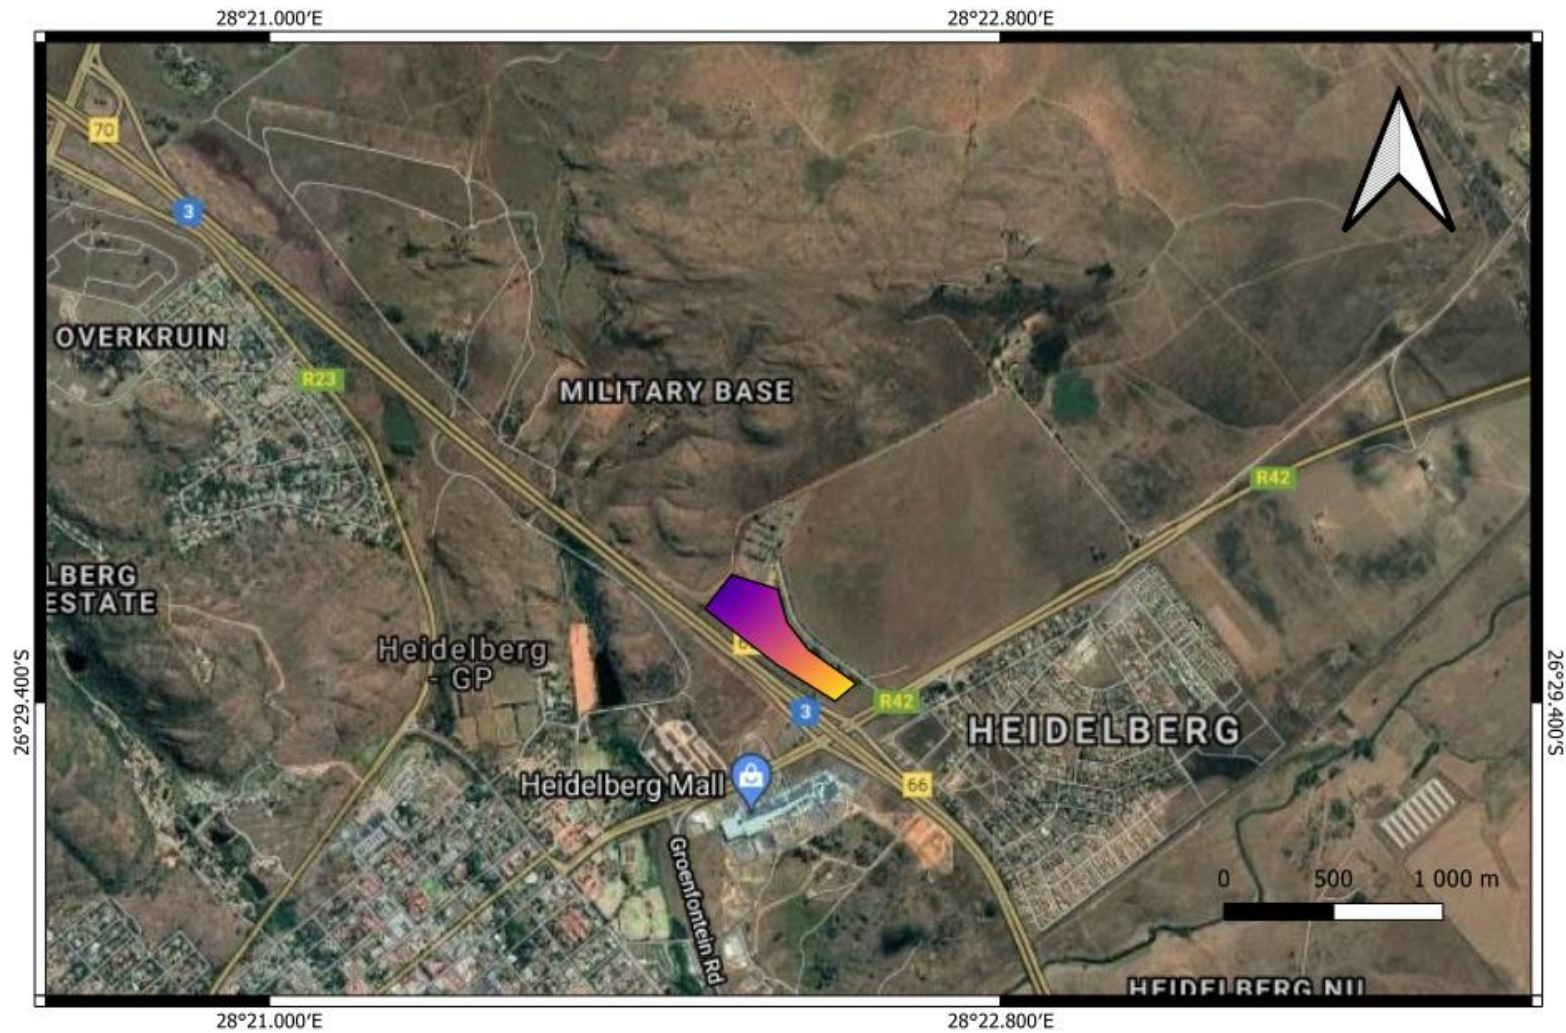 28°21.000′E
28°22.800′E
70
3
OVERKRUIN
R23
MILITARY BASE
R42
LBERG
ESTATE
Heidelberg
- GP
26°29.400′S
26°29.400′S
R42
3
HEIDELBERG
Heidelberg Mall
66
Groenfontein Rd
0 500 1 000 m
HEIDELBERG NU
28°21.000′E
28°22.800′E